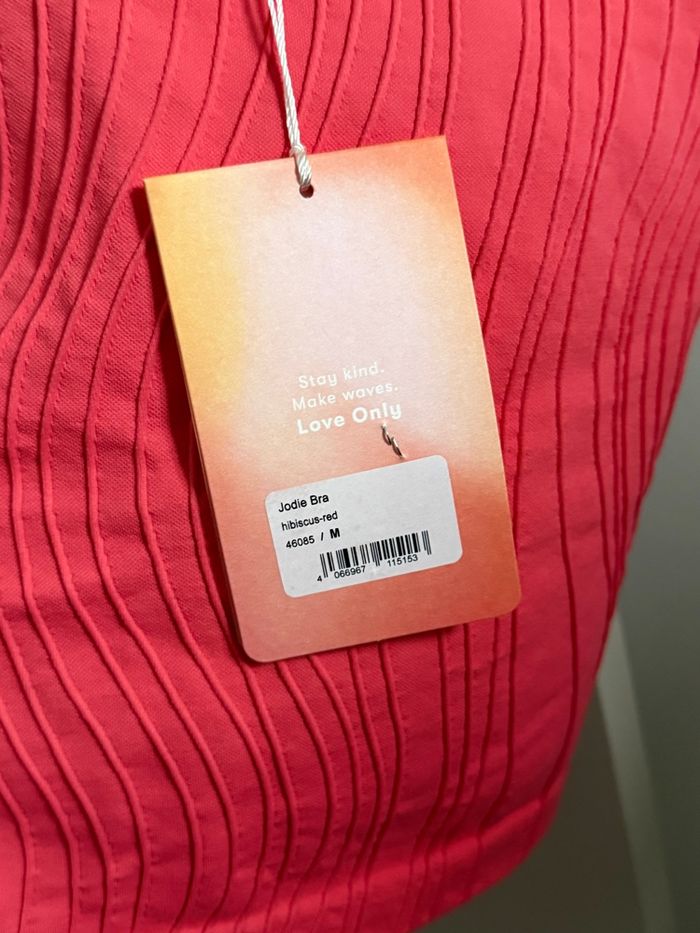 Stay kind.
Make waves.
Love Only
Jodie Bra
hibiscus-red
46085 / M
4 066967 115153